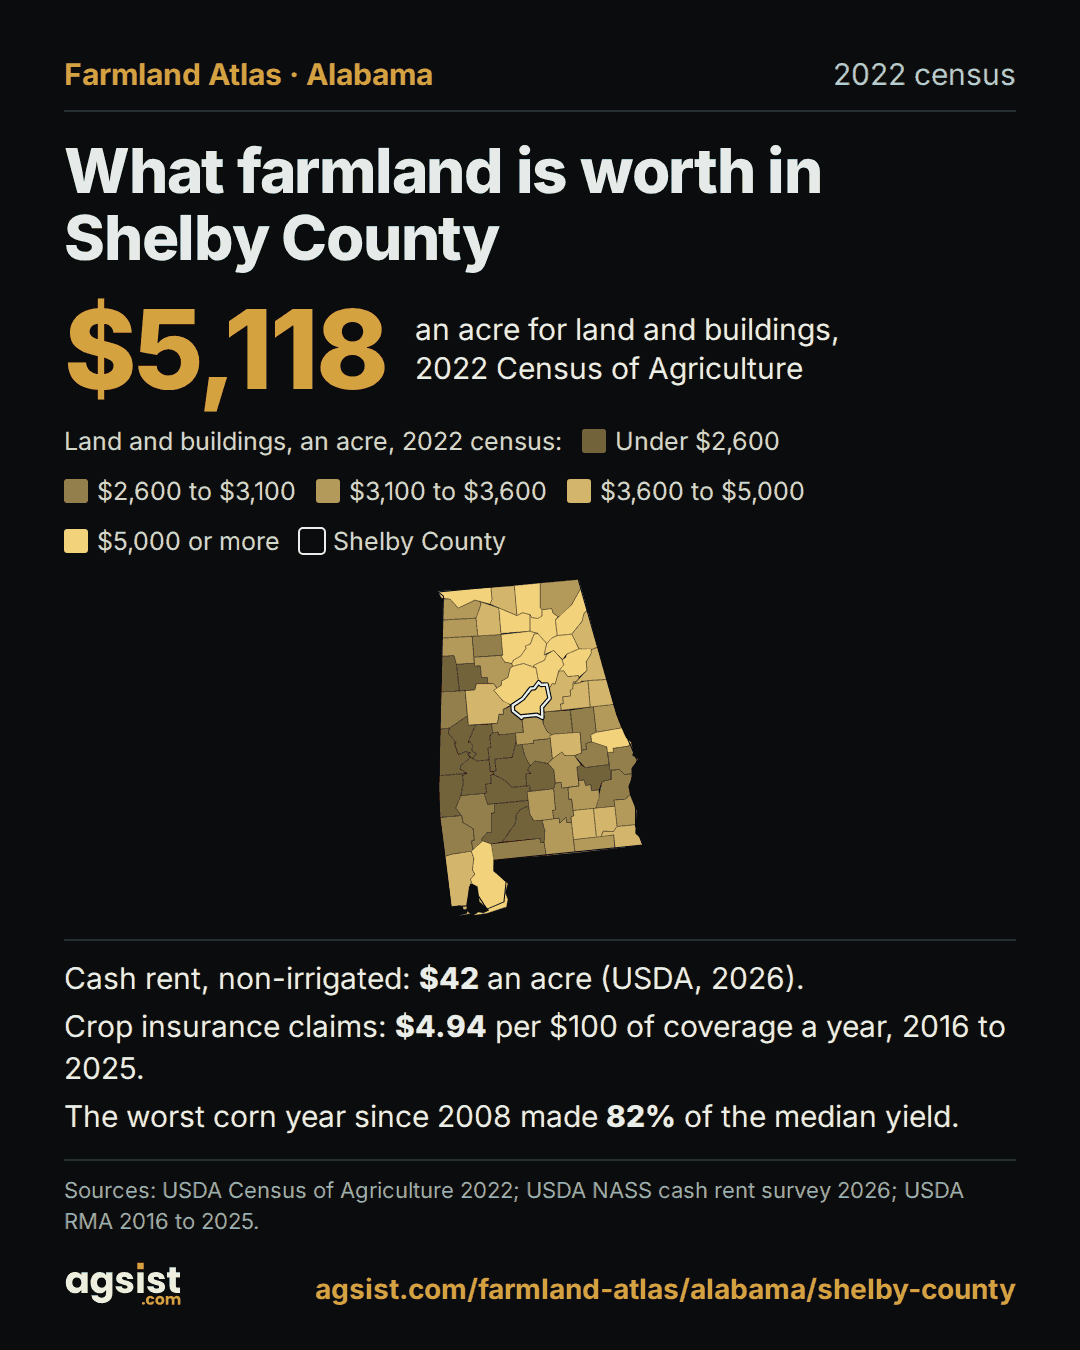 Farmland Atlas · Alabama
2022 census
What farmland is worth in
Shelby County
$5,118
an acre for land and buildings,
2022 Census of Agriculture
Land and buildings, an acre, 2022 census: Under $2,600
$2,600 to $3,100 $3,100 to $3,600 $3,600 to $5,000
$5,000 or more Shelby County
Cash rent, non-irrigated: $42 an acre (USDA, 2026).
Crop insurance claims: $4.94 per $100 of coverage a year, 2016 to
2025.
The worst corn year since 2008 made 82% of the median yield.
Sources: USDA Census of Agriculture 2022; USDA NASS cash rent survey 2026; USDA
RMA 2016 to 2025.
agsist
.com
agsist.com/farmland-atlas/alabama/shelby-county